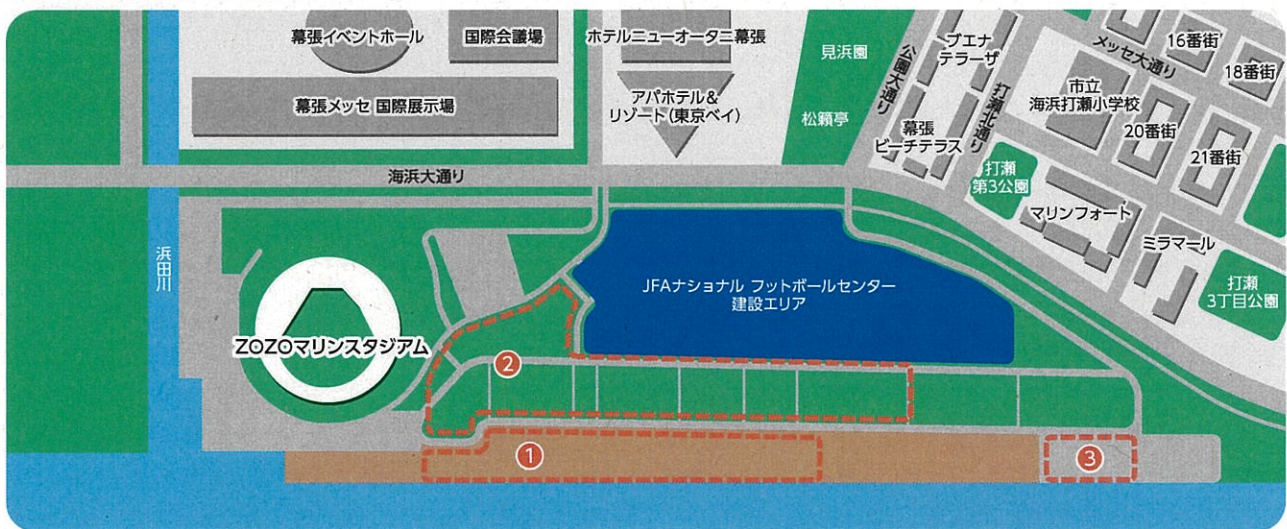 幕張イベントホール
国際会議場
ホテルニューオータニ幕張
見浜園
公園大通り
ブエナ
テラーザ
メッセ大通り
16番街
18番街
幕張メッセ 国際展示場
アパホテル&
リゾート(東京ベイ)
松籟亭
幕張
ビーチテラス
打瀬北通り
市立
海浜打瀬小学校
20番街
21番街
海浜大通り
打瀬
第3公園
マリンフォート
ミラマール
打瀬
3丁目公園
浜田川
JFAナショナル フットボールセンター
建設エリア
ZOZOマリンスタジアム
2
1
3